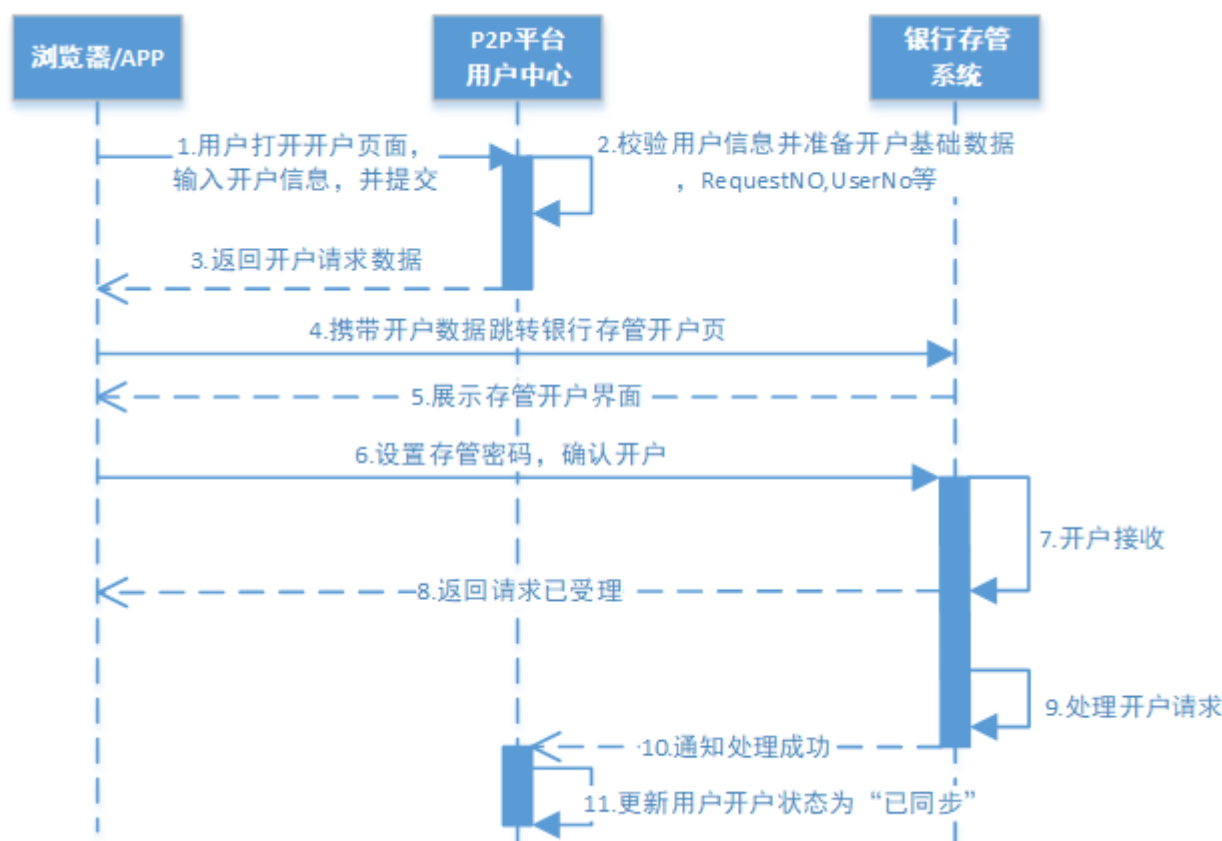 浏览器/APP
P2P平台
用户中心
银行存管
系统
1.用户打开开户页面，
输入开户信息，并提交
2.校验用户信息并准备开户基础数据
，RequestNO,UserNo等
3.返回开户请求数据
4.携带开户数据跳转银行存管开户页
5.展示存管开户界面
6.设置存管密码，确认开户
7.开户接收
8.返回请求已受理
9.处理开户请求
10.通知处理成功
11.更新用户开户状态为“已同步”